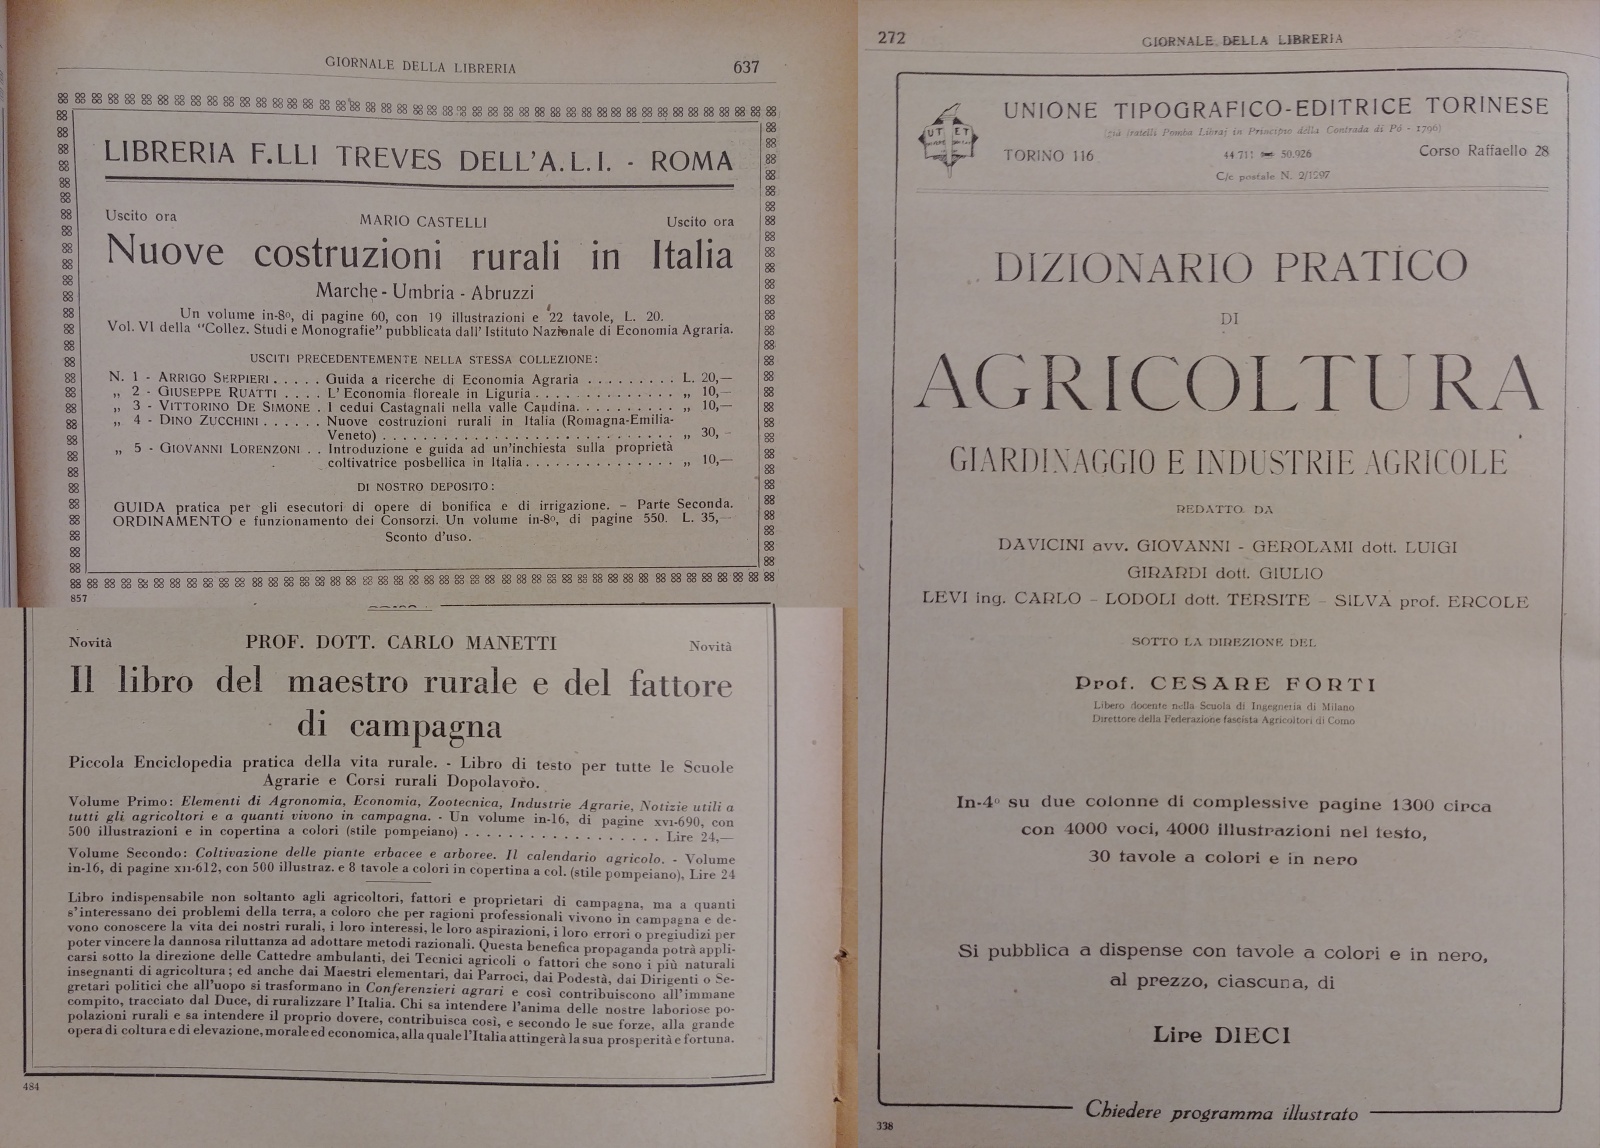 GIORNALE DELLA LIBRERIA 637
LIBRERIA F.LLI TREVES DELL'A.L.I. - ROMA
Uscito ora MARIO CASTELLI Uscito ora
Nuove costruzioni rurali in Italia
Marche - Umbria - Abruzzi
Un volume in-8º, di pagine 60, con 19 illustrazioni e 22 tavole, L. 20.
Vol. VI della "Collez. Studi e Monografie" pubblicata dall' Istituto Nazionale di Economia Agraria.
USCITI PRECEDENTEMENTE NELLA STESSA COLLEZIONE:
N. 1 - ARRIGO SERPIERI ..... Guida a ricerche di Economia Agraria ......... L. 20,—
„ 2 - GIUSEPPE RUATTI .... L' Economia floreale in Liguria .............. „ 10,—
„ 3 - VITTORINO DE SIMONE . I cedui Castagnali nella valle Caudina.......... „ 10,—
„ 4 - DINO ZUCCHINI ...... Nuove costruzioni rurali in Italia (Romagna-Emilia-
Veneto) ............................. „ 30, –
„ 5 - GIOVANNI LORENZONI .. Introduzione e guida ad un'inchiesta sulla proprietà
coltivatrice posbellica in Italia............... „ 10,—
DI NOSTRO DEPOSITO:
GUIDA pratica per gli esecutori di opere di bonifica e di irrigazione. – Parte Seconda.
ORDINAMENTO e funzionamento dei Consorzi. Un volume in-8º, di pagine 550. L. 35,—
Sconto d'uso.
857
Novità PROF. DOTT. CARLO MANETTI Novità
Il libro del maestro rurale e del fattore
di campagna
Piccola Enciclopedia pratica della vita rurale. - Libro di testo per tutte le Scuole
Agrarie e Corsi rurali Dopolavoro.
Volume Primo: Elementi di Agronomia, Economia, Zootecnica, Industrie Agrarie, Notizie utili a
tutti gli agricoltori e a quanti vivono in campagna. - Un volume in-16, di pagine XVI-690, con
500 illustrazioni e in copertina a colori (stile pompeiano) ................. Lire 24,—
Volume Secondo: Coltivazione delle piante erbacee e arboree. Il calendario agricolo. - Volume
in-16, di pagine XII-612, con 500 illustraz. e 8 tavole a colori in copertina a col. (stile pompeiano), Lire 24
Libro indispensabile non soltanto agli agricoltori, fattori e proprietari di campagna, ma a quanti
s'interessano dei problemi della terra, a coloro che per ragioni professionali vivono in campagna e de-
vono conoscere la vita dei nostri rurali, i loro interessi, le loro aspirazioni, i loro errori o pregiudizi per
poter vincere la dannosa riluttanza ad adottare metodi razionali. Questa benefica propaganda potrà appli-
carsi sotto la direzione delle Cattedre ambulanti, dei Tecnici agricoli o fattori che sono i più naturali
insegnanti di agricoltura; ed anche dai Maestri elementari, dai Parroci, dai Podestà, dai Dirigenti o Se-
gretari politici che all'uopo si trasformano in Conferenzieri agrari e così contribuiscono all'immane
compito, tracciato dal Duce, di ruralizzare l'Italia. Chi sa intendere l'anima delle nostre laboriose po-
polazioni rurali e sa intendere il proprio dovere, contribuisca così, e secondo le sue forze, alla grande
opera di coltura e di elevazione, morale ed economica, alla quale l'Italia attingerà la sua prosperità e fortuna.
484
272 GIORNALE DELLA LIBRERIA
UT ET
UNIONE TIPOGRAFICO-EDITRICE TORINESE
(già fratelli Pomba Libraj in Principio della Contrada di Pò - 1796)
TORINO 116 44 711 50.926 Corso Raffaello 28
C/c postale N. 2/1297
DIZIONARIO PRATICO
DI
AGRICOLTURA
GIARDINAGGIO E INDUSTRIE AGRICOLE
REDATTO DA
DAVICINI avv. GIOVANNI - GEROLAMI dott. LUIGI
GIRARDI dott. GIULIO
LEVI ing. CARLO – LODOLI dott. TERSITE – SILVA prof. ERCOLE
SOTTO LA DIREZIONE DEL
Prof. CESARE FORTI
Libero docente nella Scuola di Ingegneria di Milano
Direttore della Federazione fascista Agricoltori di Como
In-4º su due colonne di complessive pagine 1300 circa
con 4000 voci, 4000 illustrazioni nel testo,
30 tavole a colori e in nero
Si pubblica a dispense con tavole a colori e in nero,
al prezzo, ciascuna, di
Lire DIECI
Chiedere programma illustrato
338